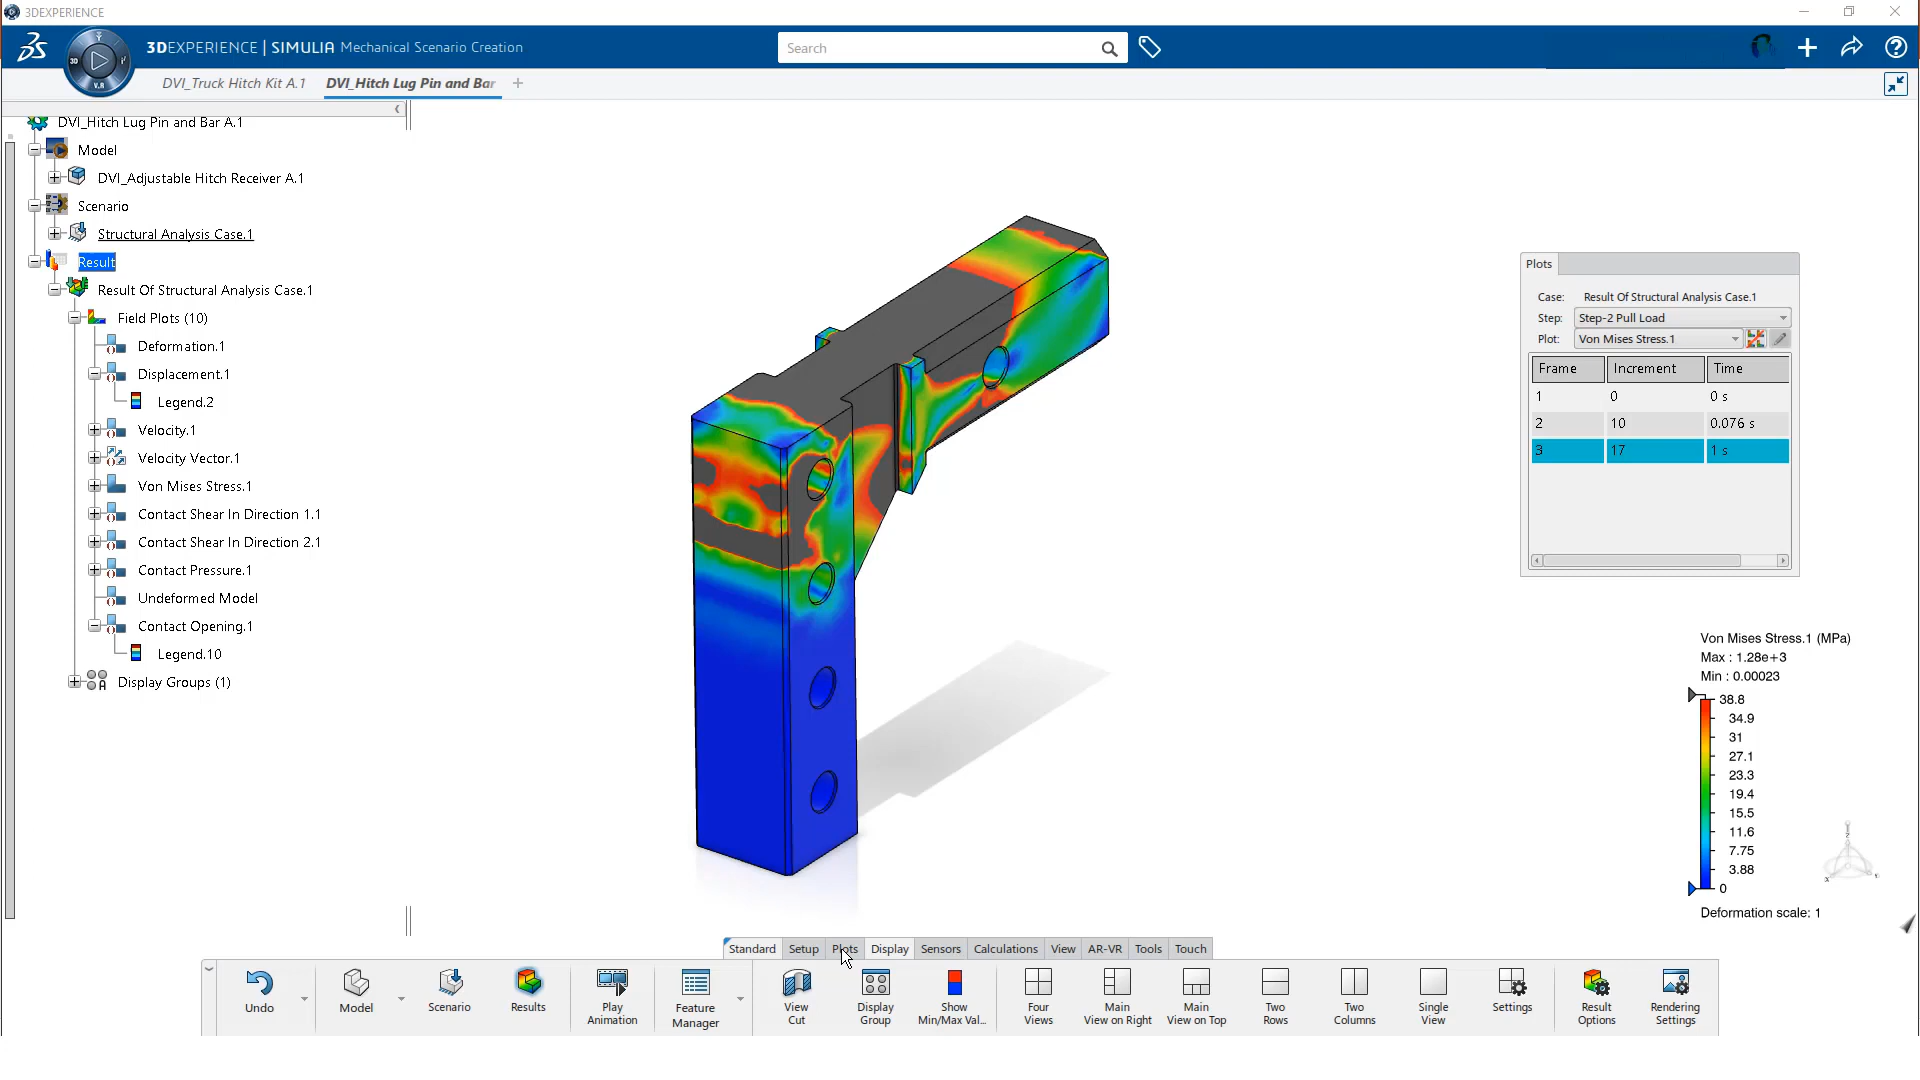 3DEXPERIENCE
3DEXPERIENCE | SIMULIA Mechanical Scenario Creation
Search
3D
V.R
DVI_Truck Hitch Kit A.1
DVI_Hitch Lug Pin and Bar
DVI_Hitch Lug Pin and Bar A.1
Model
DVI_Adjustable Hitch Receiver A.1
Scenario
Structural Analysis Case.1
Result
Result Of Structural Analysis Case.1
Field Plots (10)
Deformation.1
Displacement.1
Legend.2
Velocity.1
Velocity Vector.1
Von Mises Stress.1
Contact Shear In Direction 1.1
Contact Shear In Direction 2.1
Contact Pressure.1
Undeformed Model
Contact Opening.1
Legend.10
Display Groups (1)
Plots
Case: Result Of Structural Analysis Case.1
Step: Step-2 Pull Load
Plot: Von Mises Stress.1
Frame Increment Time
1 0 0 s
2 10 0.076 s
3 17 1 s
Von Mises Stress.1 (MPa)
Max : 1.28e+3
Min : 0.00023
38.8
34.9
31
27.1
23.3
19.4
15.5
11.6
7.75
3.88
0
Deformation scale: 1
Standard Setup Plots Display Sensors Calculations View AR-VR Tools Touch
Undo
Model
Scenario
Results
Play
Animation
Feature
Manager
View
Cut
Display
Group
Show
Min/Max Val...
Four
Views
Main
View on Right
Main
View on Top
Two
Rows
Two
Columns
Single
View
Settings
Result
Options
Rendering
Settings